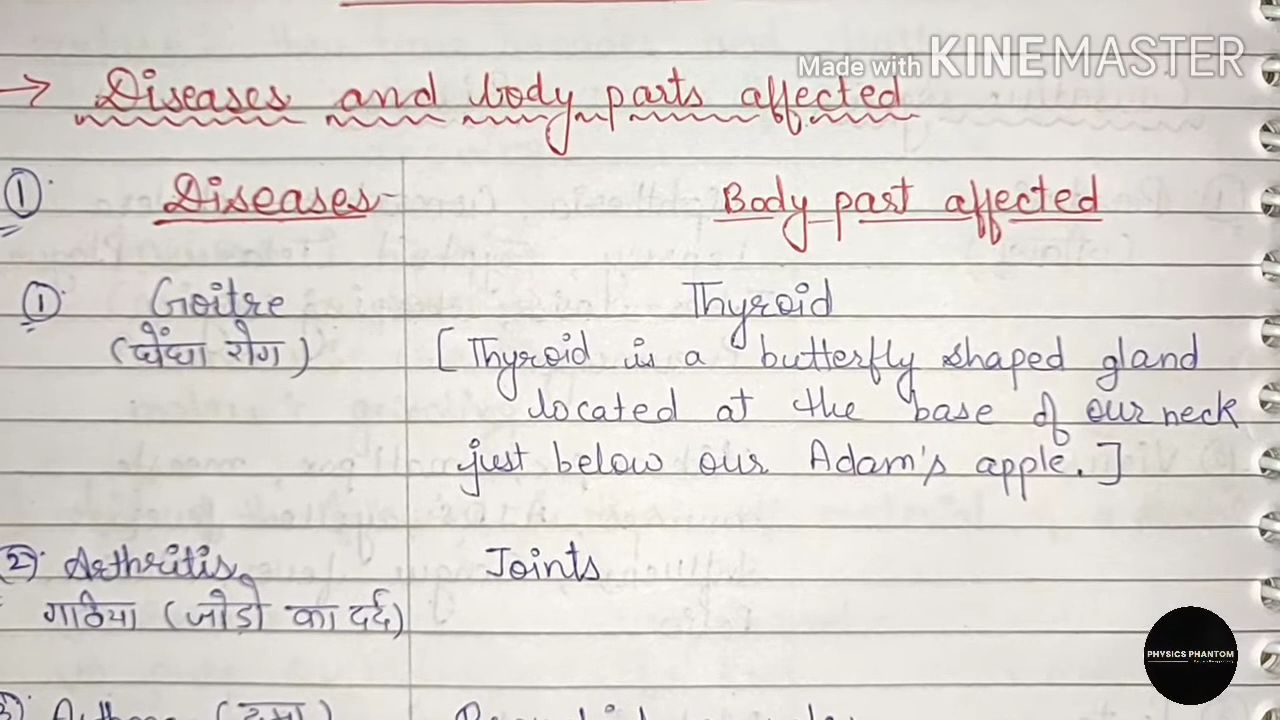 Made with KINEMASTER
→ Diseases and body parts affected
① Diseases- Body part affected
① Goitre Thyroid
(घेंघा रोग) [Thyroid is a butterfly shaped gland
located at the base of our neck
just below our Adam's apple.]
② Arthritis Joints
गाठिया (जोड़ो का दर्द)
PHYSICS PHANTOM